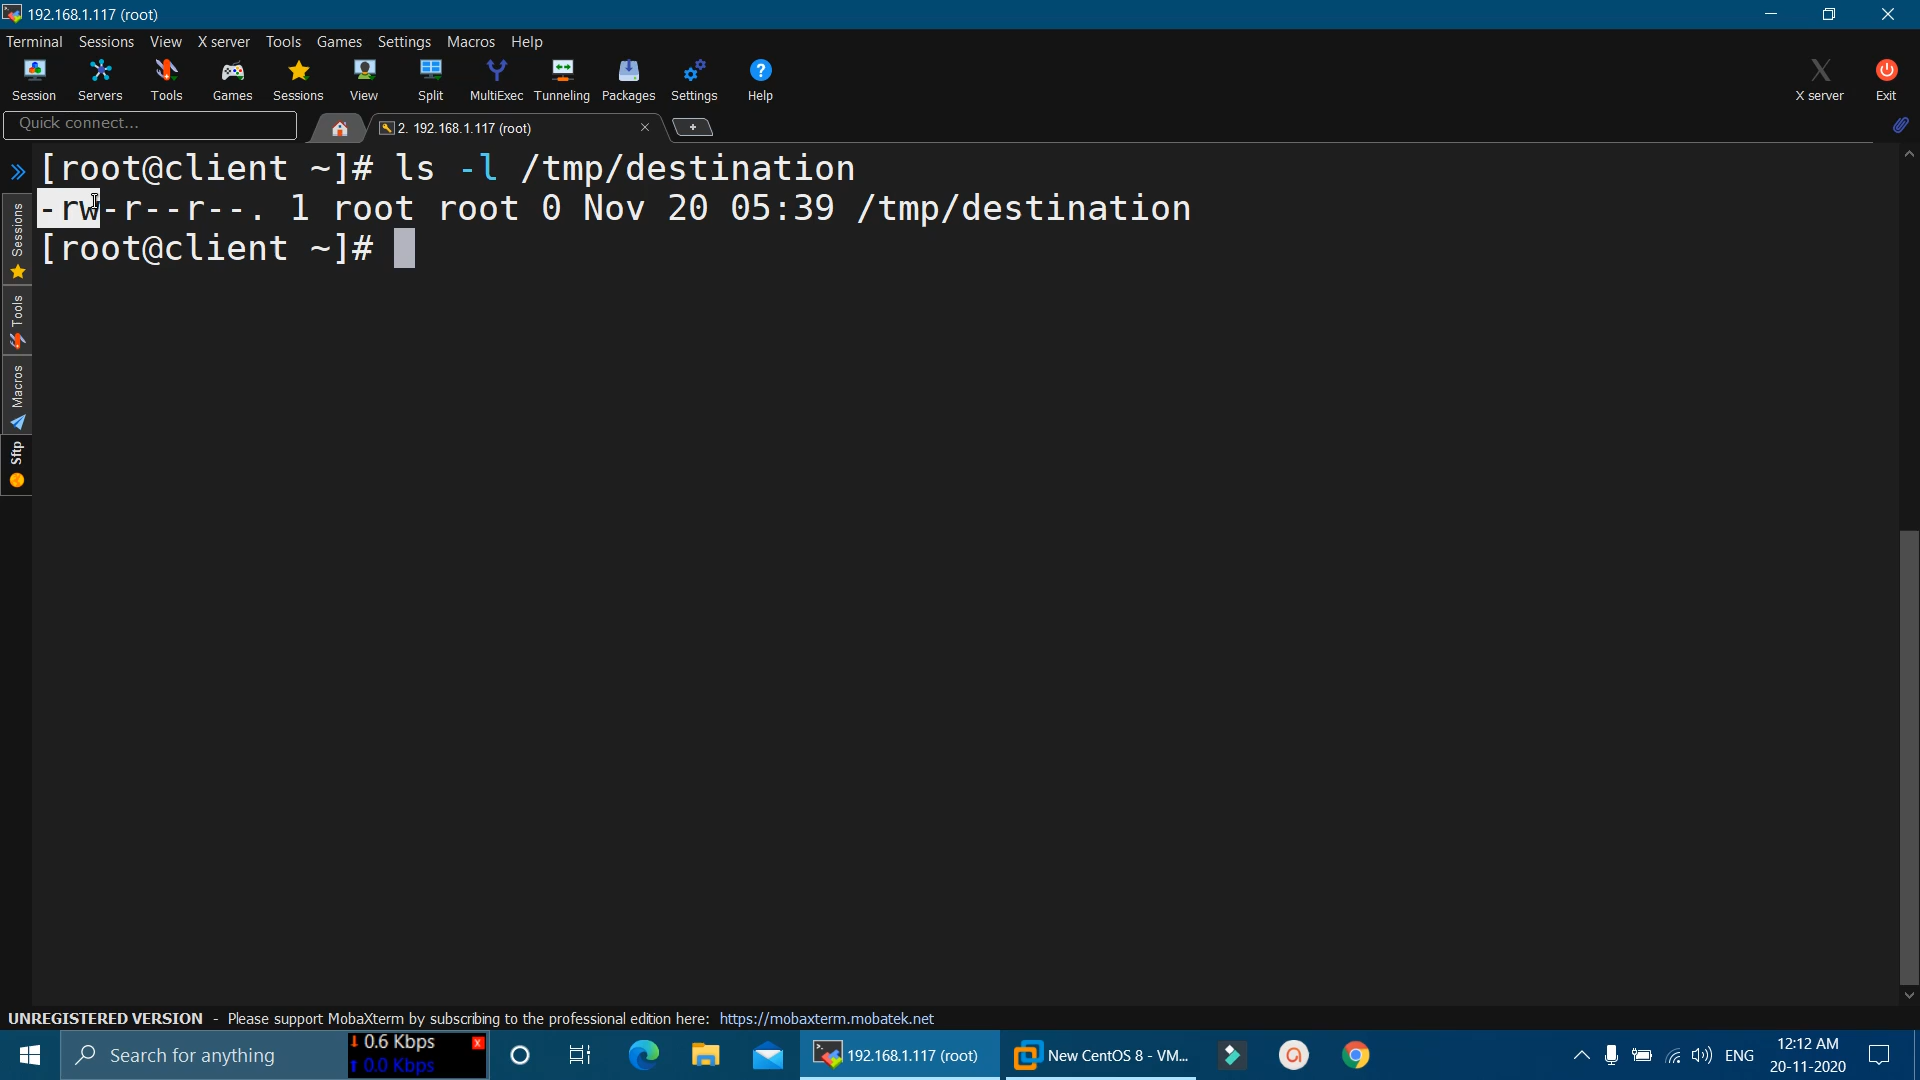 192.168.1.117 (root)
Terminal Sessions View X server Tools Games Settings Macros Help
Session Servers Tools Games Sessions View Split MultiExec Tunneling Packages Settings Help X server Exit
Quick connect...
2. 192.168.1.117 (root)
[root@client ~]# ls -l /tmp/destination
-rw-r--r--. 1 root root 0 Nov 20 05:39 /tmp/destination
[root@client ~]#
Sessions
Tools
Macros
Sftp
UNREGISTERED VERSION - Please support MobaXterm by subscribing to the professional edition here: https://mobaxterm.mobatek.net
Search for anything
0.6 Kbps
0.0 Kbps
192.168.1.117 (root)
New CentOS 8 - VM...
ENG
12:12 AM
20-11-2020